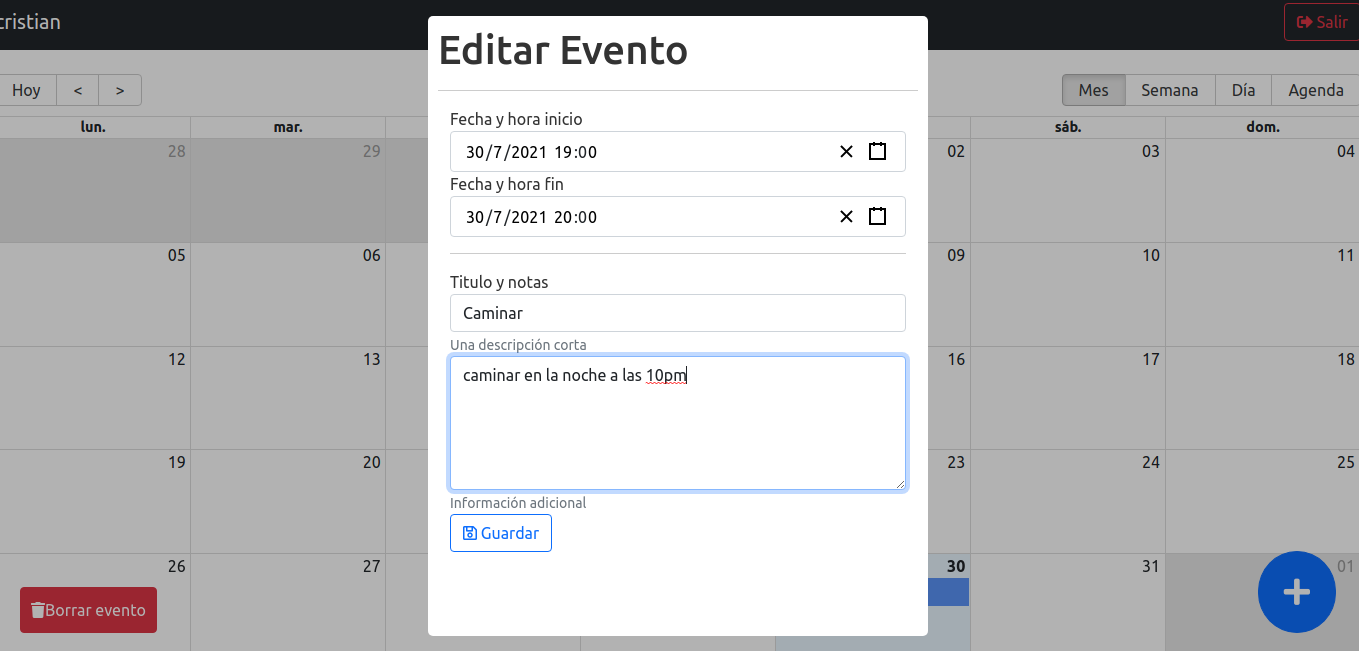 cristian
Salir
Hoy < >
Mes Semana Día Agenda
lun. mar. sáb. dom.
28 29 02 03 04
05 06 09 10 11
12 13 16 17 18
19 20 23 24 25
26 27 30 31 01
Borrar evento
Editar Evento
Fecha y hora inicio
30/7/2021 19:00
Fecha y hora fin
30/7/2021 20:00
Titulo y notas
Caminar
Una descripción corta
caminar en la noche a las 10pm
Información adicional
Guardar